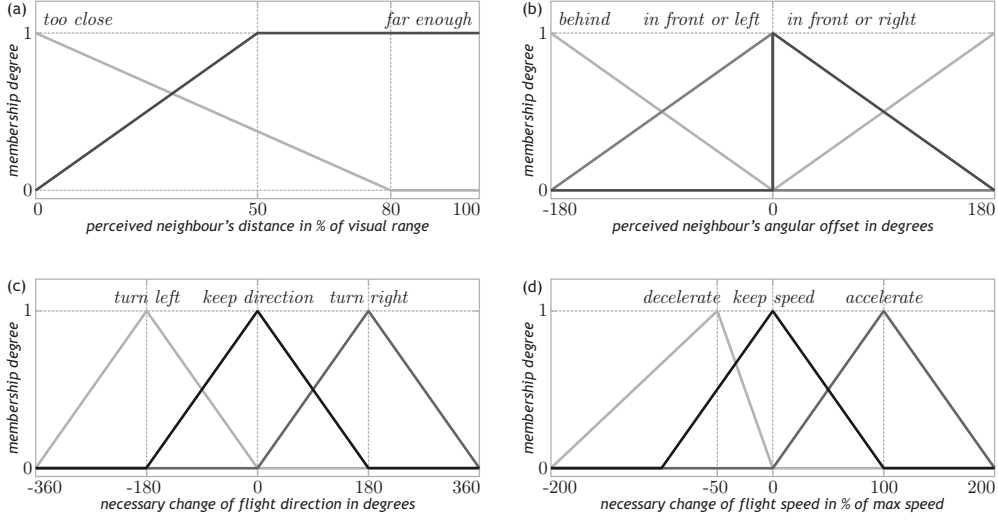 (a)
too close far enough
1
membership degree
0
0 50 80 100
perceived neighbour's distance in % of visual range
(b)
behind in front or left in front or right
1
membership degree
0
-180 0 180
perceived neighbour's angular offset in degrees
(c)
turn left keep direction turn right
1
membership degree
0
-360 -180 0 180 360
necessary change of flight direction in degrees
(d)
decelerate keep speed accelerate
1
membership degree
0
-200 -50 0 100 200
necessary change of flight speed in % of max speed